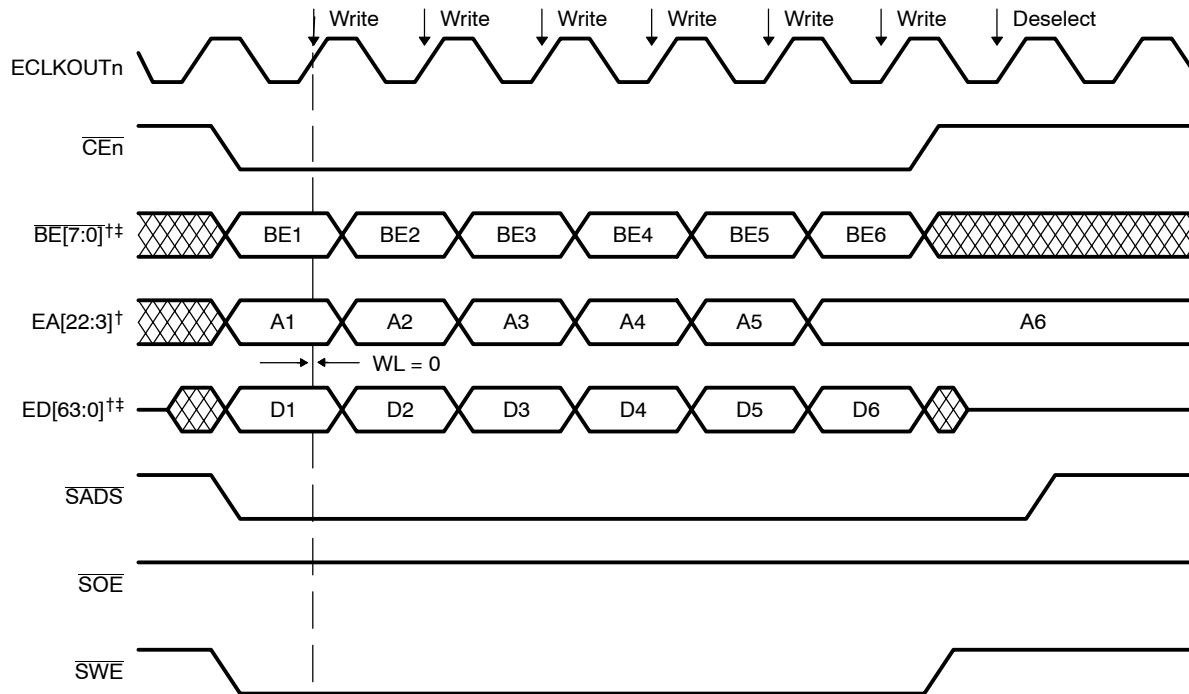 Write Write Write Write Write Write Deselect
ECLKOUTn
CEn
BE[7:0]†‡ BE1 BE2 BE3 BE4 BE5 BE6
EA[22:3]† A1 A2 A3 A4 A5 A6
WL = 0
ED[63:0]†‡ D1 D2 D3 D4 D5 D6
SADS
SOE
SWE